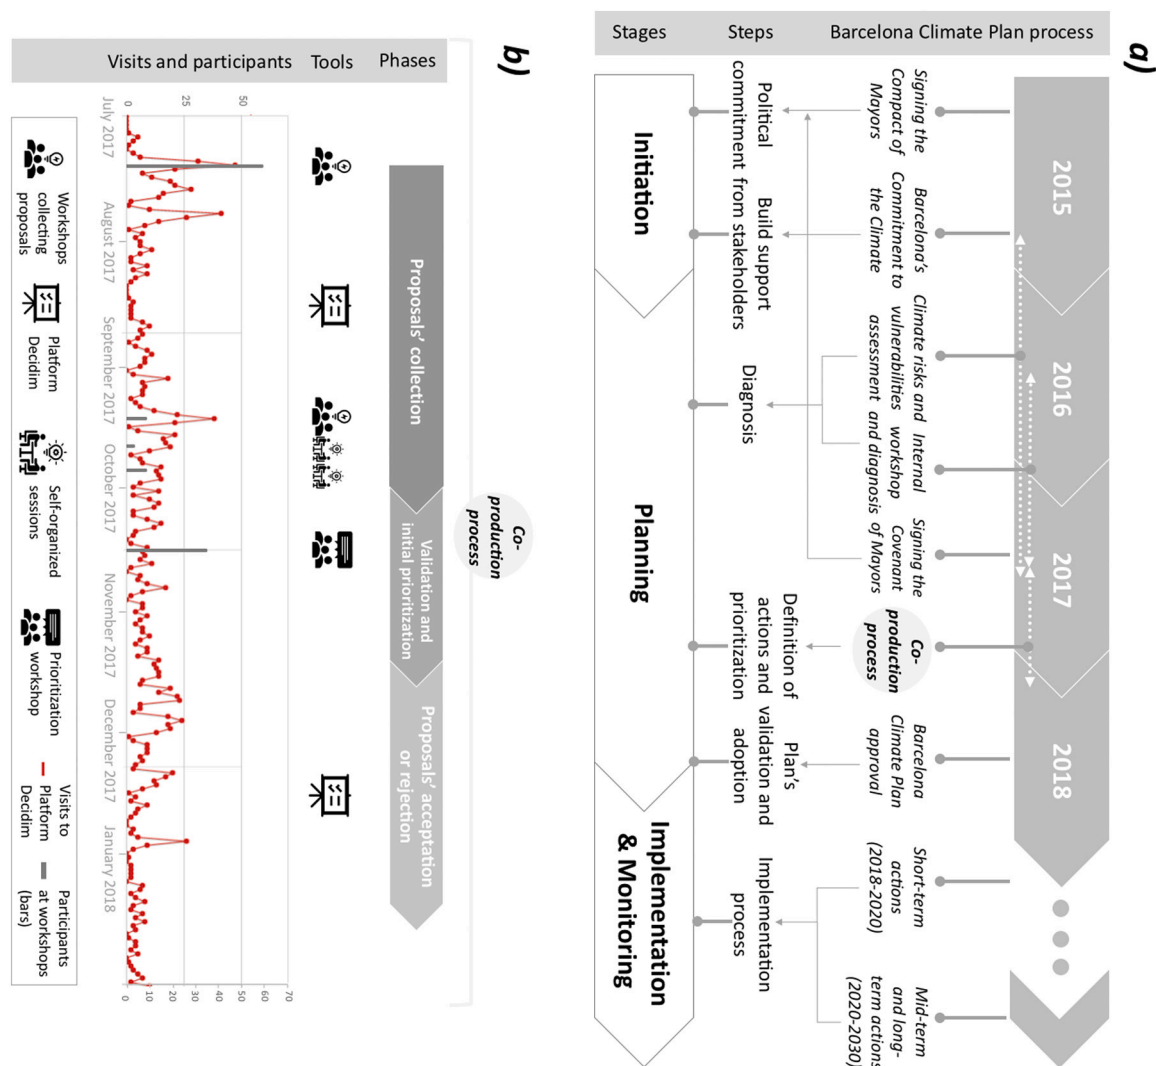 a)
Barcelona Climate Plan process
Steps
Stages
2015
2016
2017
2018
Signing the
Compact of
Mayors
Barcelona's
Commitment to
the Climate
Climate risks and
vulnerabilities
assessment
Internal
workshop
and diagnosis
Signing the
Covenant
of Mayors
Co-
production
process
Barcelona
Climate Plan
approval
Short-term
actions
(2018-2020)
Mid-term
and long-
term actions
(2020-2030)
Political
commitment
Build support
from stakeholders
Diagnosis
Definition of
actions and
prioritization
Plan's
validation and
adoption
Implementation
process
Initiation
Planning
Implementation
& Monitoring
b)
Co-
production
process
Phases
Tools
Visits and participants
Proposals' collection
Validation and
initial prioritization
Proposals' acceptation
or rejection
50
25
0
70
60
50
40
30
20
10
0
July 2017
August 2017
September 2017
October 2017
November 2017
December 2017
January 2018
Workshops
collecting
proposals
Platform
Decidim
Self-organized
sessions
Prioritization
workshop
Visits to
Platform
Decidim
Participants
at workshops
(bars)